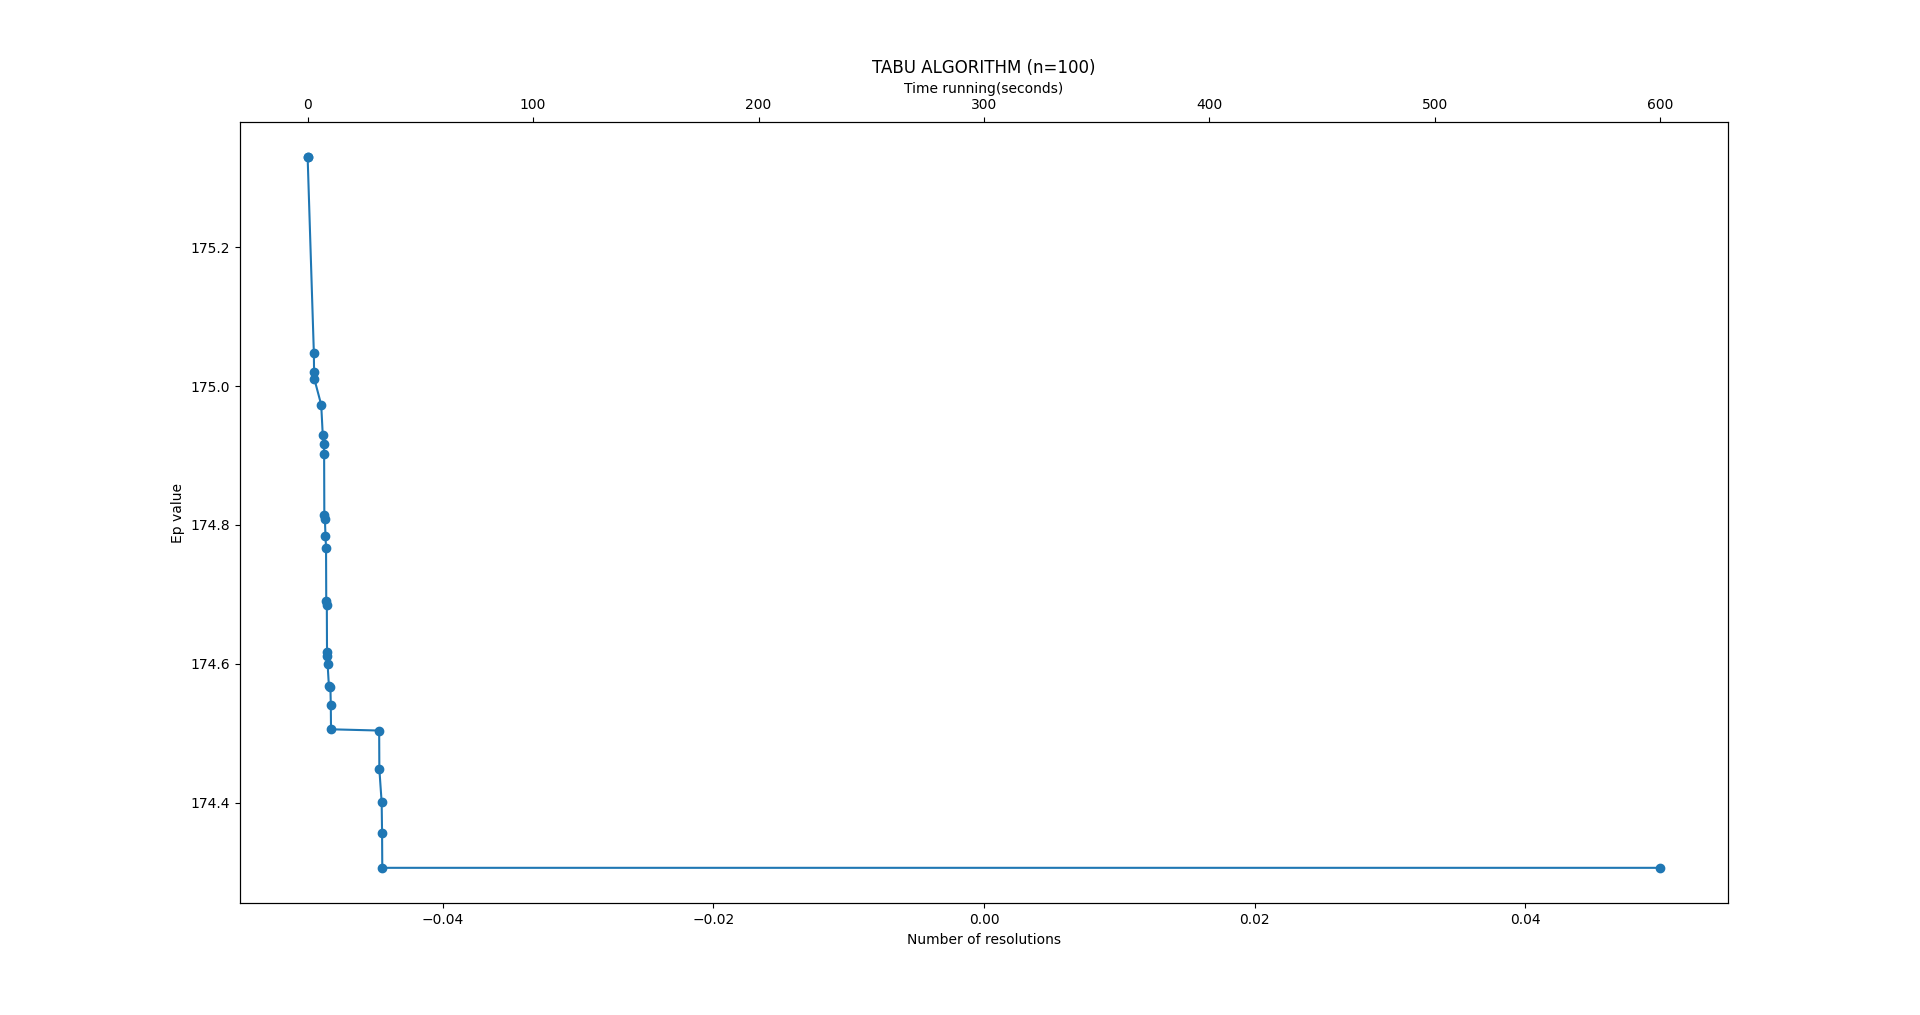 TABU ALGORITHM (n=100)
Time running(seconds)
0 100 200 300 400 500 600
175.2
175.0
174.8
174.6
174.4
Ep value
−0.04 −0.02 0.00 0.02 0.04
Number of resolutions